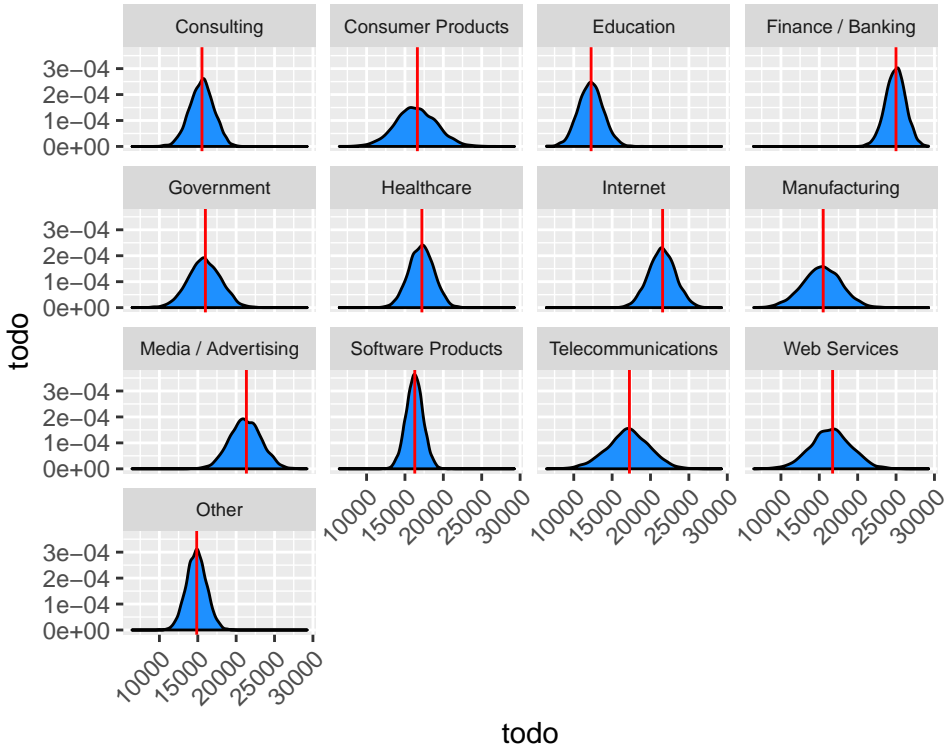 Consulting Consumer Products Education Finance / Banking
3e−04
2e−04
1e−04
0e+00
Government Healthcare Internet Manufacturing
3e−04
2e−04
1e−04
0e+00
Media / Advertising Software Products Telecommunications Web Services
3e−04
2e−04
1e−04
0e+00
10000 15000 20000 25000 30000 10000 15000 20000 25000 30000 10000 15000 20000 25000 30000
Other
3e−04
2e−04
1e−04
0e+00
10000 15000 20000 25000 30000
todo
todo